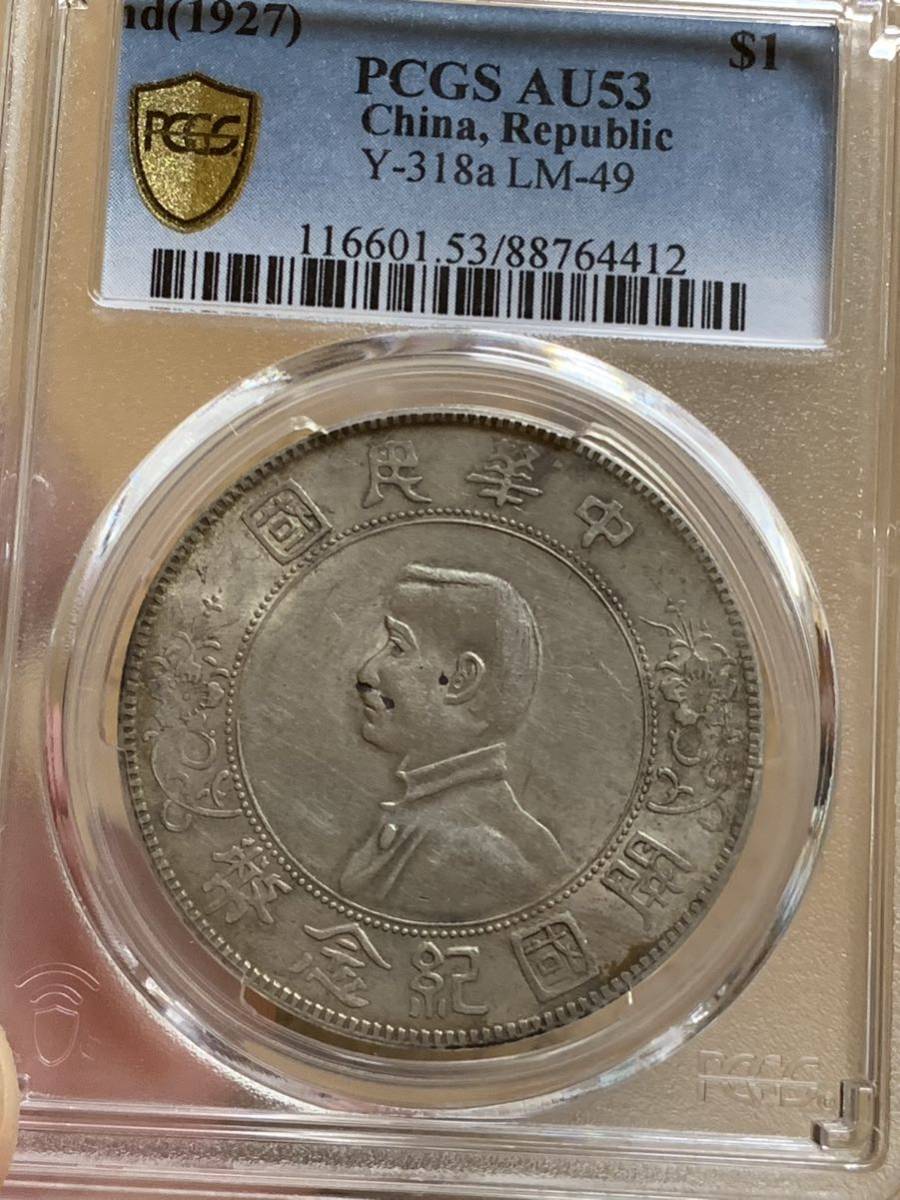 nd(1927)
$1
PCGS AU53
China, Republic
Y-318a LM-49
PCGS
116601.53/88764412
中華民國
開國紀念幣
PCGS